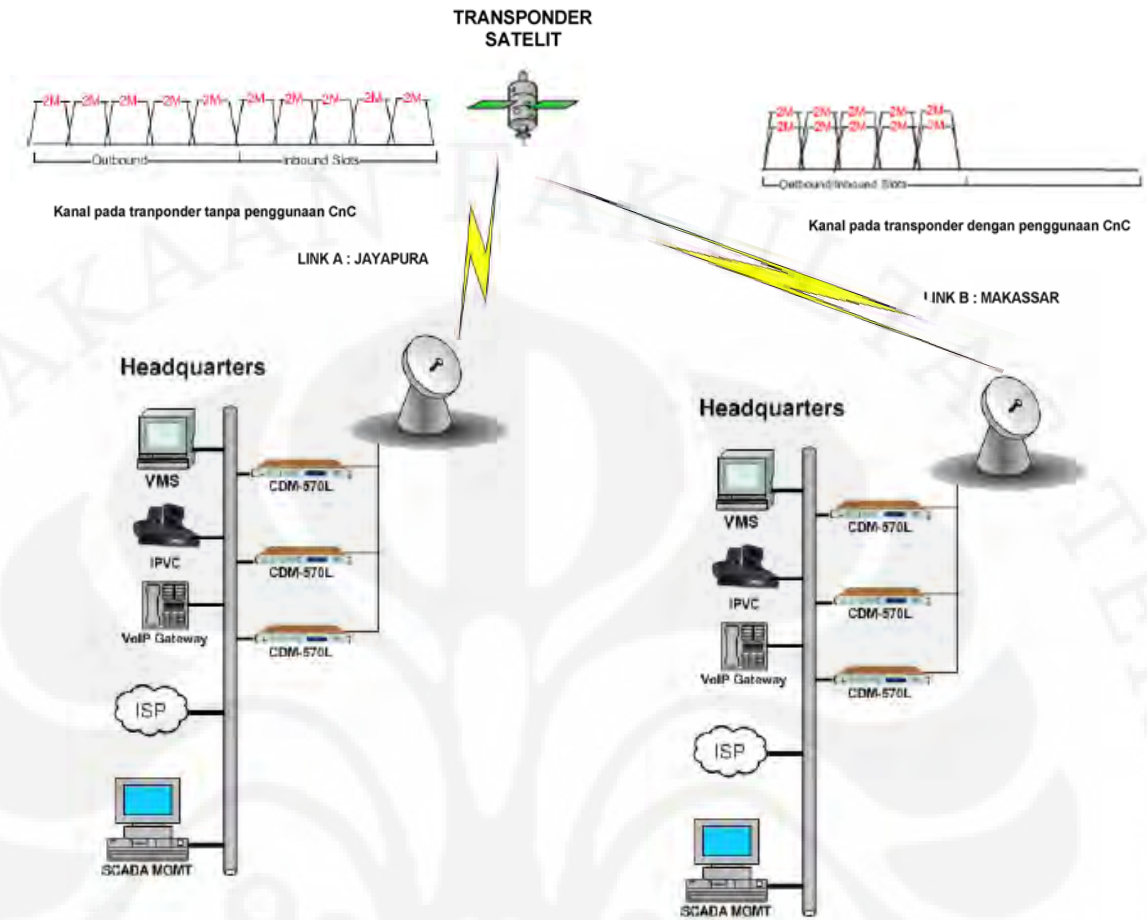 TRANSPONDER
SATELIT
2M 2M 2M 2M 2M 2M 2M 2M 2M 2M
Outbound Inbound Slots
2M 2M 2M 2M 2M
2M 2M 2M 2M 2M
Outbound/Inbound Slots
Kanal pada tranponder tanpa penggunaan CnC
Kanal pada transponder dengan penggunaan CnC
LINK A : JAYAPURA
LINK B : MAKASSAR
Headquarters
VMS
CDM-570L
IPVC
CDM-570L
VoIP Gateway
CDM-570L
ISP
SCADA MGMT
Headquarters
VMS
CDM-570L
IPVC
CDM-570L
VoIP Gateway
CDM-570L
ISP
SCADA MGMT
AKAAN FAKULTAS TE